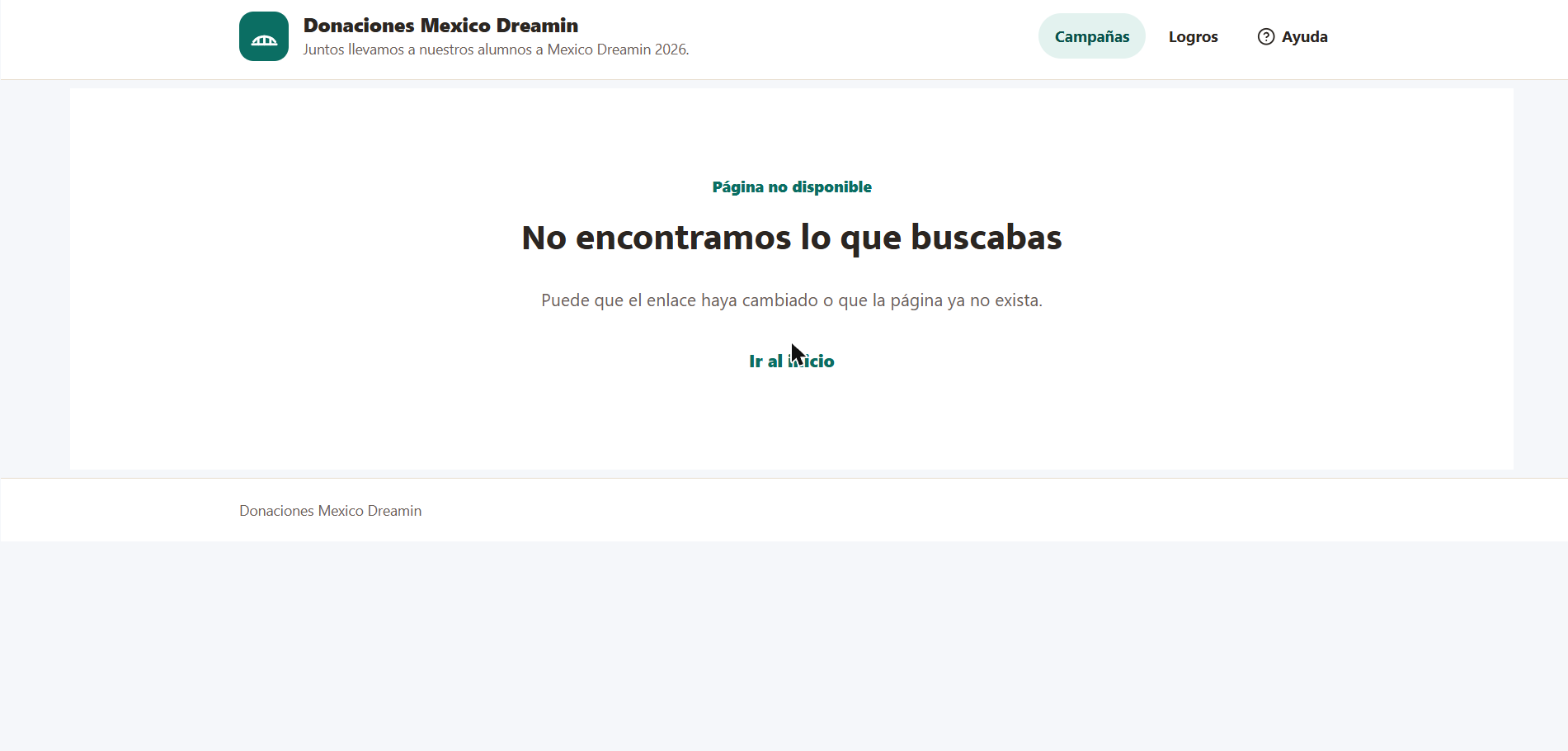 Donaciones Mexico Dreamin
Juntos llevamos a nuestros alumnos a Mexico Dreamin 2026.
Campañas
Logros
Ayuda
Página no disponible
No encontramos lo que buscabas
Puede que el enlace haya cambiado o que la página ya no exista.
Ir al inicio
Donaciones Mexico Dreamin